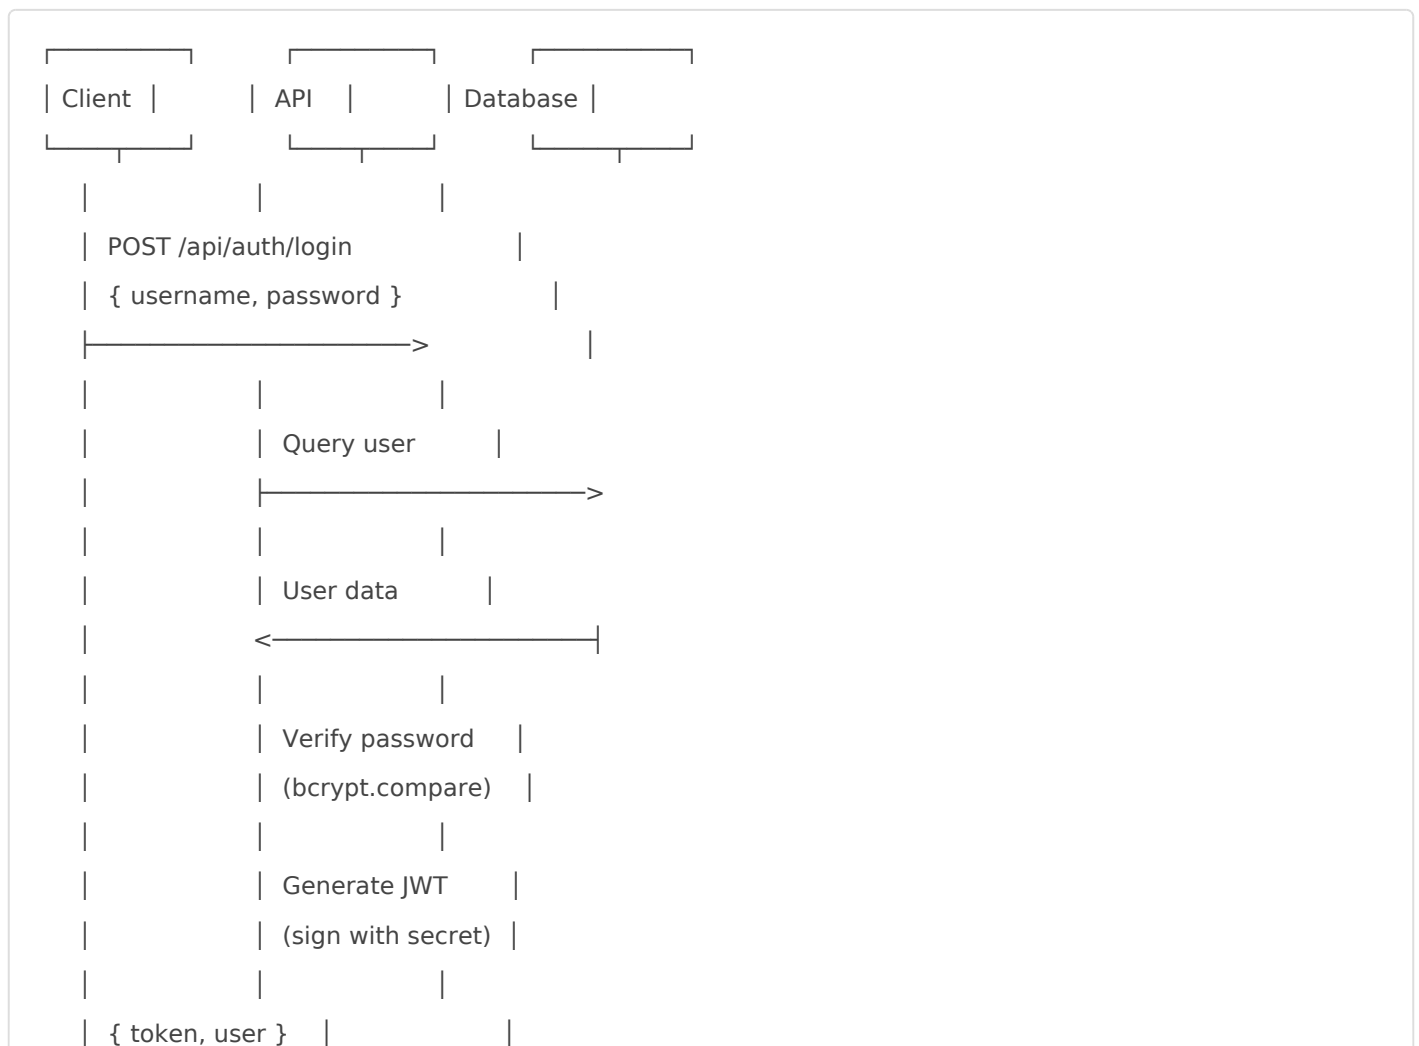 ┌─────────┐ ┌─────────┐ ┌──────────┐
│ Client │ │ API │ │ Database │
└────┬────┘ └────┬────┘ └─────┬────┘
│ │ │
│ POST /api/auth/login │
│ { username, password } │
├──────────────────────> │
│ │ │
│ │ Query user │
│ ├──────────────────────>
│ │ │
│ │ User data │
│ <──────────────────────┤
│ │ │
│ │ Verify password │
│ │ (bcrypt.compare) │
│ │ │
│ │ Generate JWT │
│ │ (sign with secret) │
│ │ │
│ { token, user } │ │